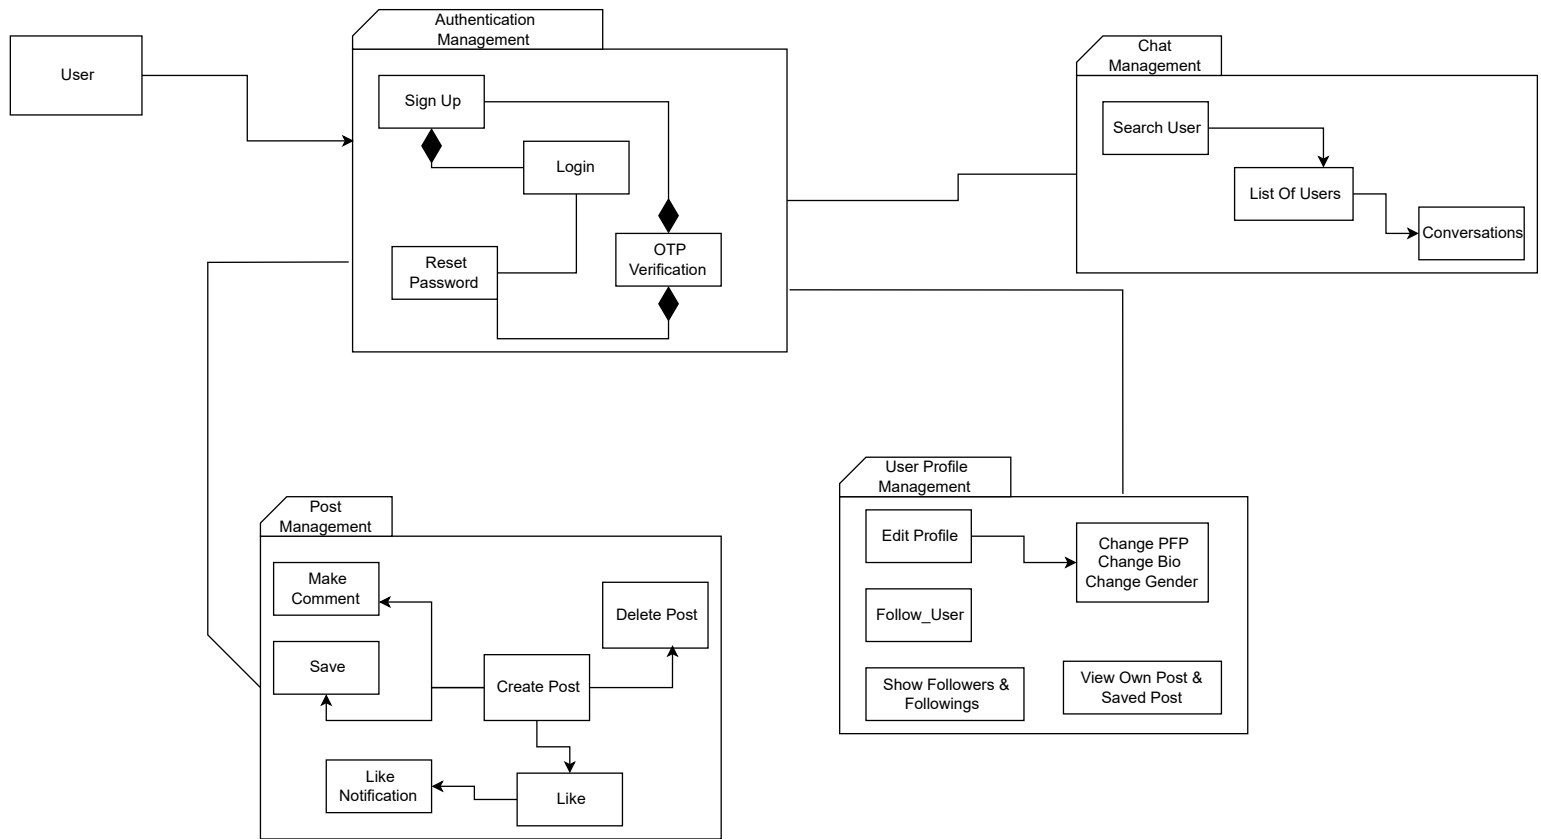 User
Authentication
Management
Sign Up
Login
Reset
Password
OTP
Verification
Chat
Management
Search User
List Of Users
Conversations
Post
Management
Make
Comment
Save
Create Post
Delete Post
Like
Notification
Like
User Profile
Management
Edit Profile
Change PFP
Change Bio
Change Gender
Follow_User
Show Followers &
Followings
View Own Post &
Saved Post